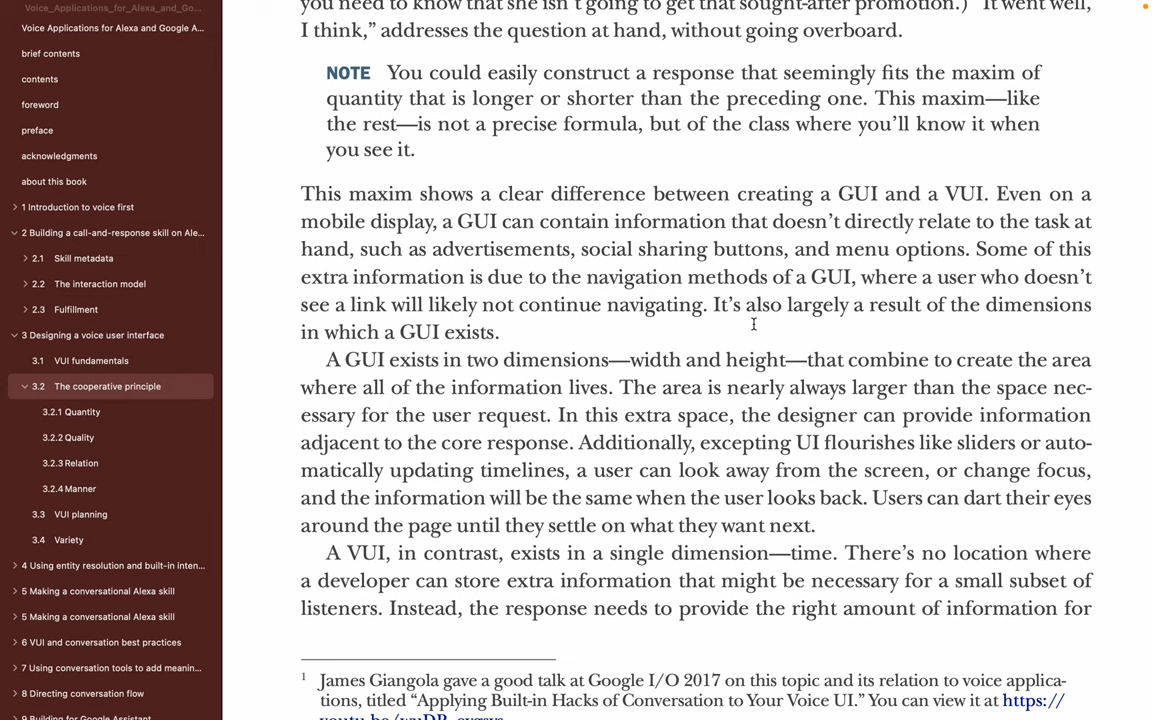 Voice_Applications_for_Alexa_and_Go...
Voice Applications for Alexa and Google A...
brief contents
contents
foreword
preface
acknowledgments
about this book
1 Introduction to voice first
2 Building a call-and-response skill on Ale...
2.1 Skill metadata
2.2 The interaction model
2.3 Fulfillment
3 Designing a voice user interface
3.1 VUI fundamentals
3.2 The cooperative principle
3.2.1 Quantity
3.2.2 Quality
3.2.3 Relation
3.2.4 Manner
3.3 VUI planning
3.4 Variety
4 Using entity resolution and built-in inten...
5 Making a conversational Alexa skill
5 Making a conversational Alexa skill
6 VUI and conversation best practices
7 Using conversation tools to add meanin...
8 Directing conversation flow
9 Building for Google Assistant
you need to know that she isn't going to get that sought-after promotion.) "It went well,
I think," addresses the question at hand, without going overboard.
NOTE You could easily construct a response that seemingly fits the maxim of
quantity that is longer or shorter than the preceding one. This maxim—like
the rest—is not a precise formula, but of the class where you'll know it when
you see it.
This maxim shows a clear difference between creating a GUI and a VUI. Even on a
mobile display, a GUI can contain information that doesn't directly relate to the task at
hand, such as advertisements, social sharing buttons, and menu options. Some of this
extra information is due to the navigation methods of a GUI, where a user who doesn't
see a link will likely not continue navigating. It's also largely a result of the dimensions
in which a GUI exists.
A GUI exists in two dimensions—width and height—that combine to create the area
where all of the information lives. The area is nearly always larger than the space nec-
essary for the user request. In this extra space, the designer can provide information
adjacent to the core response. Additionally, excepting UI flourishes like sliders or auto-
matically updating timelines, a user can look away from the screen, or change focus,
and the information will be the same when the user looks back. Users can dart their eyes
around the page until they settle on what they want next.
A VUI, in contrast, exists in a single dimension—time. There's no location where
a developer can store extra information that might be necessary for a small subset of
listeners. Instead, the response needs to provide the right amount of information for
1 James Giangola gave a good talk at Google I/O 2017 on this topic and its relation to voice applica-
tions, titled "Applying Built-in Hacks of Conversation to Your Voice UI." You can view it at https://